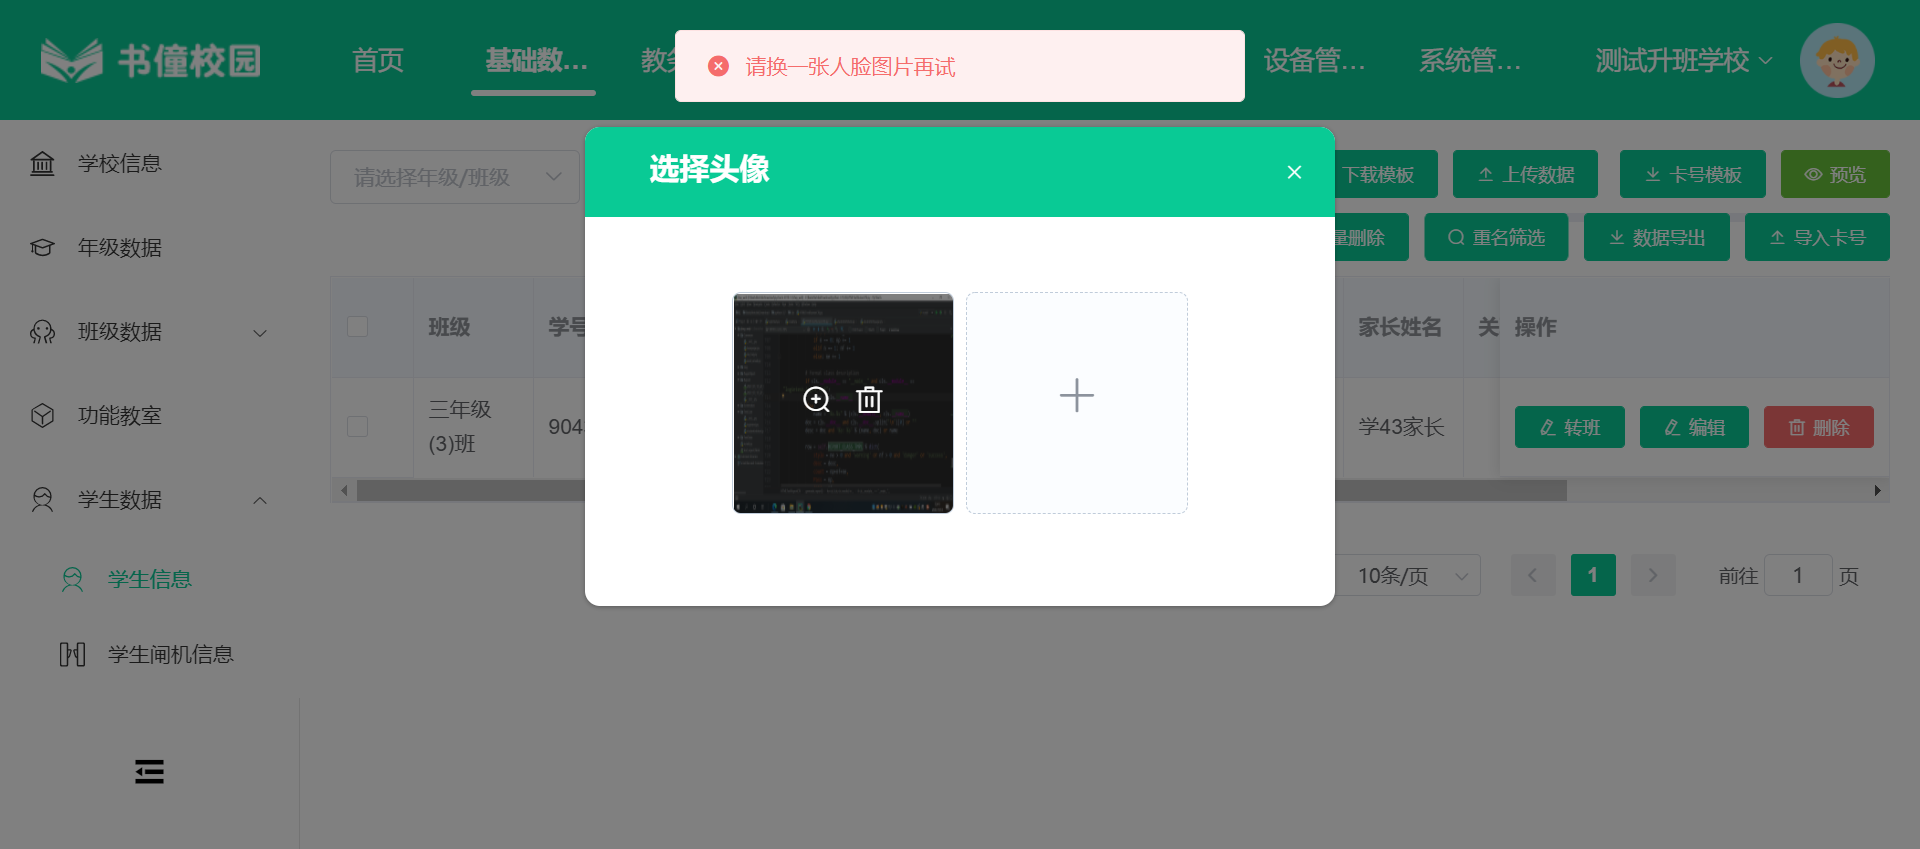 书僮校园
首页
基础数...
教务
设备管...
系统管...
测试升班学校
请换一张人脸图片再试
学校信息
年级数据
班级数据
功能教室
学生数据
学生信息
学生闸机信息
选择头像
请选择年级/班级
下载模板
上传数据
卡号模板
预览
量删除
重名筛选
数据导出
导入卡号
班级
学号
家长姓名
关
操作
三年级
(3)班
904
学43家长
转班
编辑
删除
10条/页
1
前往
1
页